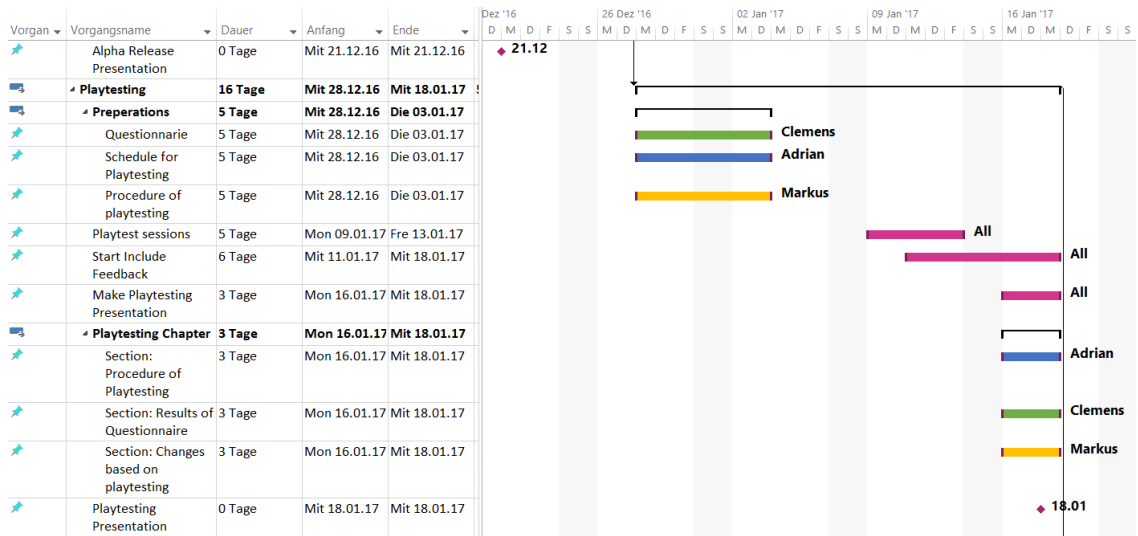 Dez '16 26 Dez '16 02 Jan '17 09 Jan '17 16 Jan '17
Vorgan Vorgangsname Dauer Anfang Ende D M D F S S M D M D F S S M D M D F S S M D M D F S S M D M D F S S
Alpha Release Presentation 0 Tage Mit 21.12.16 Mit 21.12.16 21.12
Playtesting 16 Tage Mit 28.12.16 Mit 18.01.17
Preperations 5 Tage Mit 28.12.16 Die 03.01.17
Questionnarie 5 Tage Mit 28.12.16 Die 03.01.17 Clemens
Schedule for Playtesting 5 Tage Mit 28.12.16 Die 03.01.17 Adrian
Procedure of playtesting 5 Tage Mit 28.12.16 Die 03.01.17 Markus
Playtest sessions 5 Tage Mon 09.01.17 Fre 13.01.17 All
Start Include Feedback 6 Tage Mit 11.01.17 Mit 18.01.17 All
Make Playtesting Presentation 3 Tage Mon 16.01.17 Mit 18.01.17 All
Playtesting Chapter 3 Tage Mon 16.01.17 Mit 18.01.17
Section: Procedure of Playtesting 3 Tage Mon 16.01.17 Mit 18.01.17 Adrian
Section: Results of Questionnaire 3 Tage Mon 16.01.17 Mit 18.01.17 Clemens
Section: Changes based on playtesting 3 Tage Mon 16.01.17 Mit 18.01.17 Markus
Playtesting Presentation 0 Tage Mit 18.01.17 Mit 18.01.17 18.01